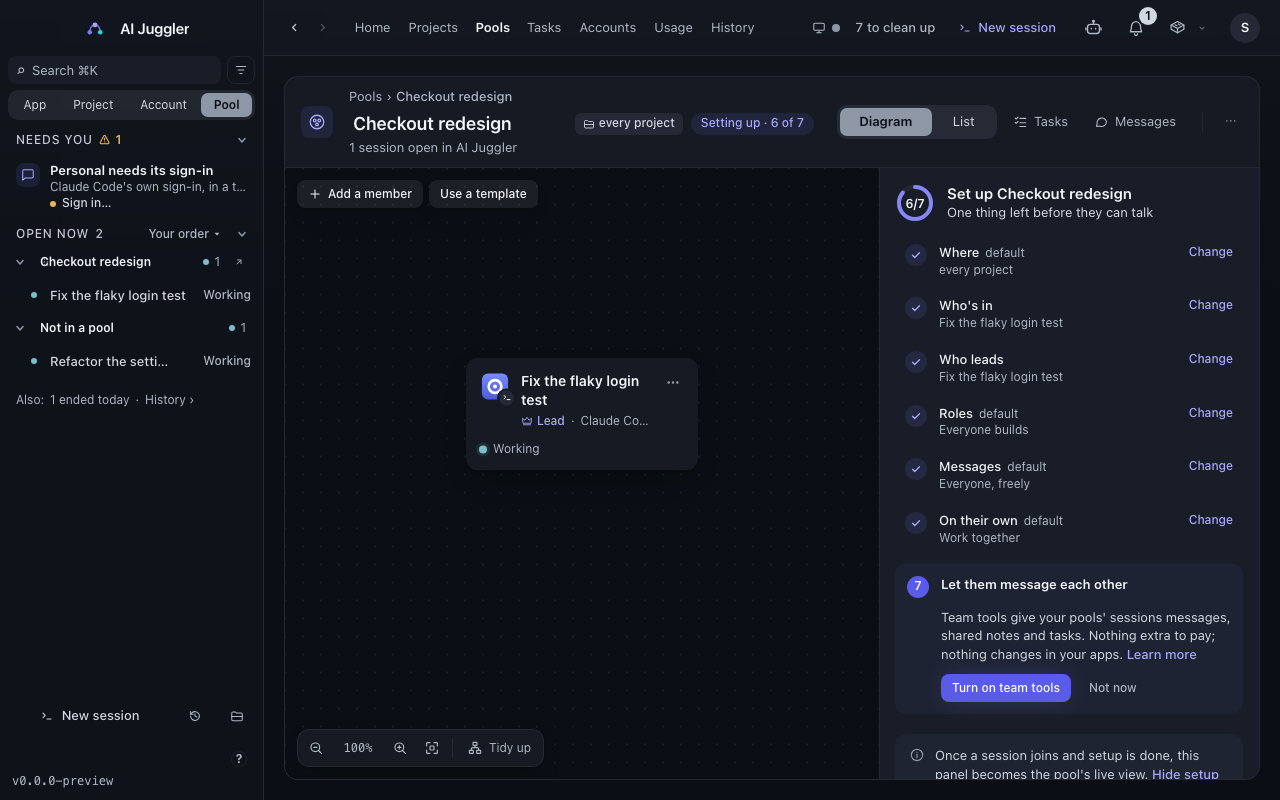 AI Juggler
Search ⌘K
App Project Account Pool
NEEDS YOU 1
Personal needs its sign-in
Claude Code's own sign-in, in a t…
Sign in…
OPEN NOW 2 Your order
Checkout redesign 1
Fix the flaky login test Working
Not in a pool 1
Refactor the setti… Working
Also: 1 ended today · History ›
New session
?
v0.0.0-preview
Home Projects Pools Tasks Accounts Usage History
7 to clean up
New session
1
S
Pools › Checkout redesign
Checkout redesign
1 session open in AI Juggler
every project
Setting up · 6 of 7
Diagram List
Tasks
Messages
Add a member
Use a template
Fix the flaky login
test
Lead · Claude Co…
Working
100%
Tidy up
6/7
Set up Checkout redesign
One thing left before they can talk
Where default Change
every project
Who's in Change
Fix the flaky login test
Who leads Change
Fix the flaky login test
Roles default Change
Everyone builds
Messages default Change
Everyone, freely
On their own default Change
Work together
7 Let them message each other
Team tools give your pools' sessions messages,
shared notes and tasks. Nothing extra to pay;
nothing changes in your apps. Learn more
Turn on team tools Not now
Once a session joins and setup is done, this
panel becomes the pool's live view. Hide setup